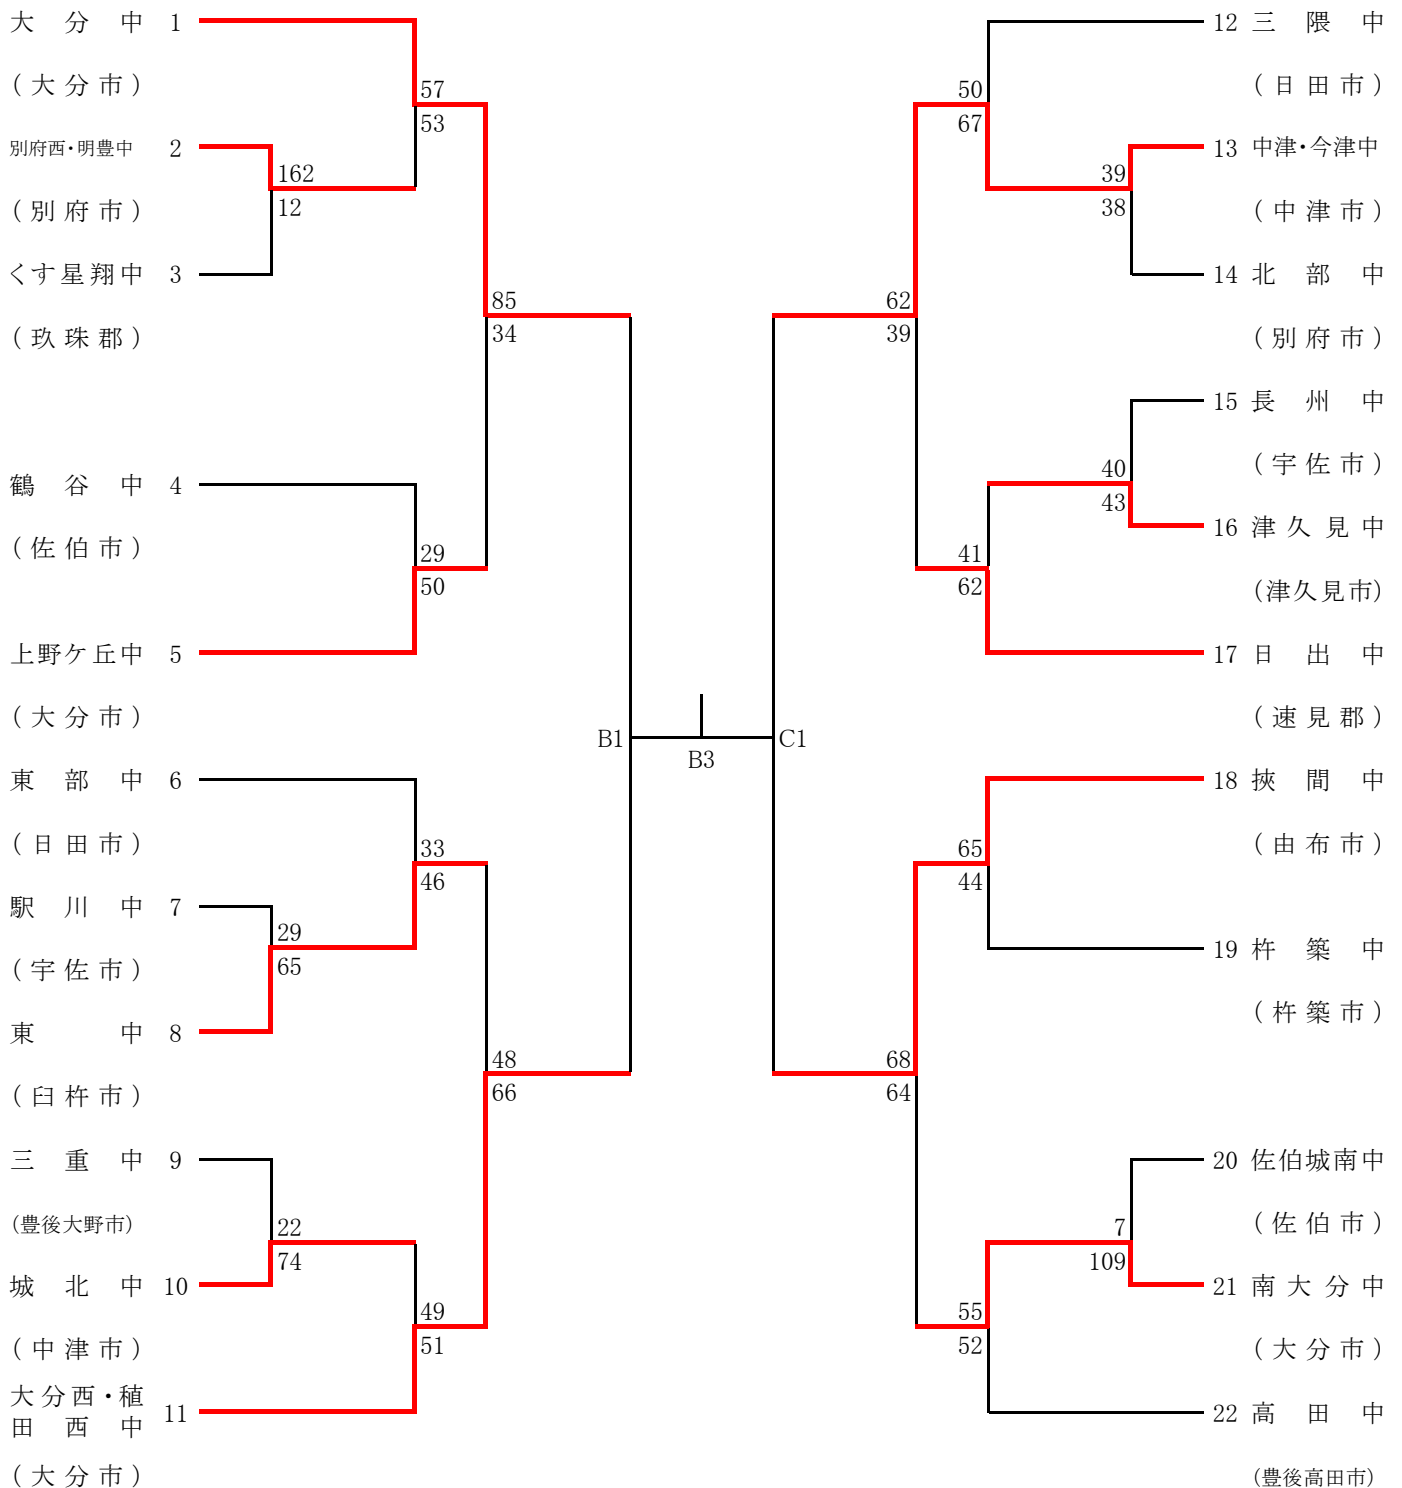 大分中 1
(大分市)
57
53
別府西・明豊中 2
162
12
(別府市)
くす星翔中 3
(玖珠郡)
85
34
鶴谷中 4
(佐伯市)
29
50
上野ケ丘中 5
(大分市)
B1
B3
C1
東部中 6
(日田市)
33
46
駅川中 7
29
65
(宇佐市)
東中 8
(臼杵市)
48
66
三重中 9
(豊後大野市)
22
74
城北中 10
(中津市)
49
51
大分西・稙
田西中 11
(大分市)
12 三隈中
(日田市)
50
67
13 中津・今津中
39
38
(中津市)
14 北部中
(別府市)
62
39
15 長州中
(宇佐市)
40
43
16 津久見中
(津久見市)
41
62
17 日出中
(速見郡)
18 挾間中
(由布市)
65
44
19 杵築中
(杵築市)
68
64
20 佐伯城南中
(佐伯市)
7
109
21 南大分中
(大分市)
55
52
22 高田中
(豊後高田市)